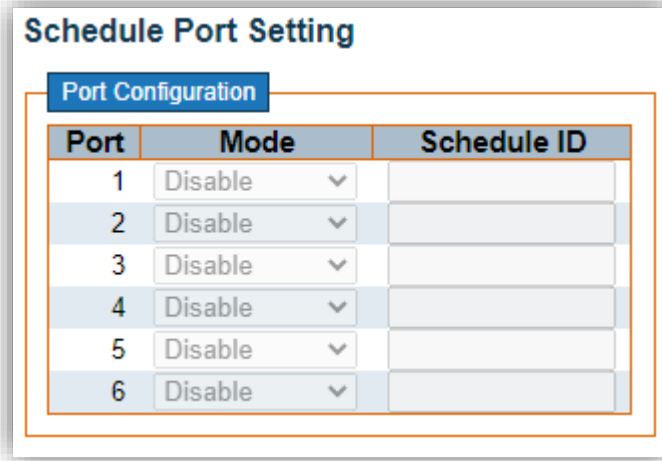 Schedule Port Setting
Port Configuration
Port Mode Schedule ID
1 Disable
2 Disable
3 Disable
4 Disable
5 Disable
6 Disable